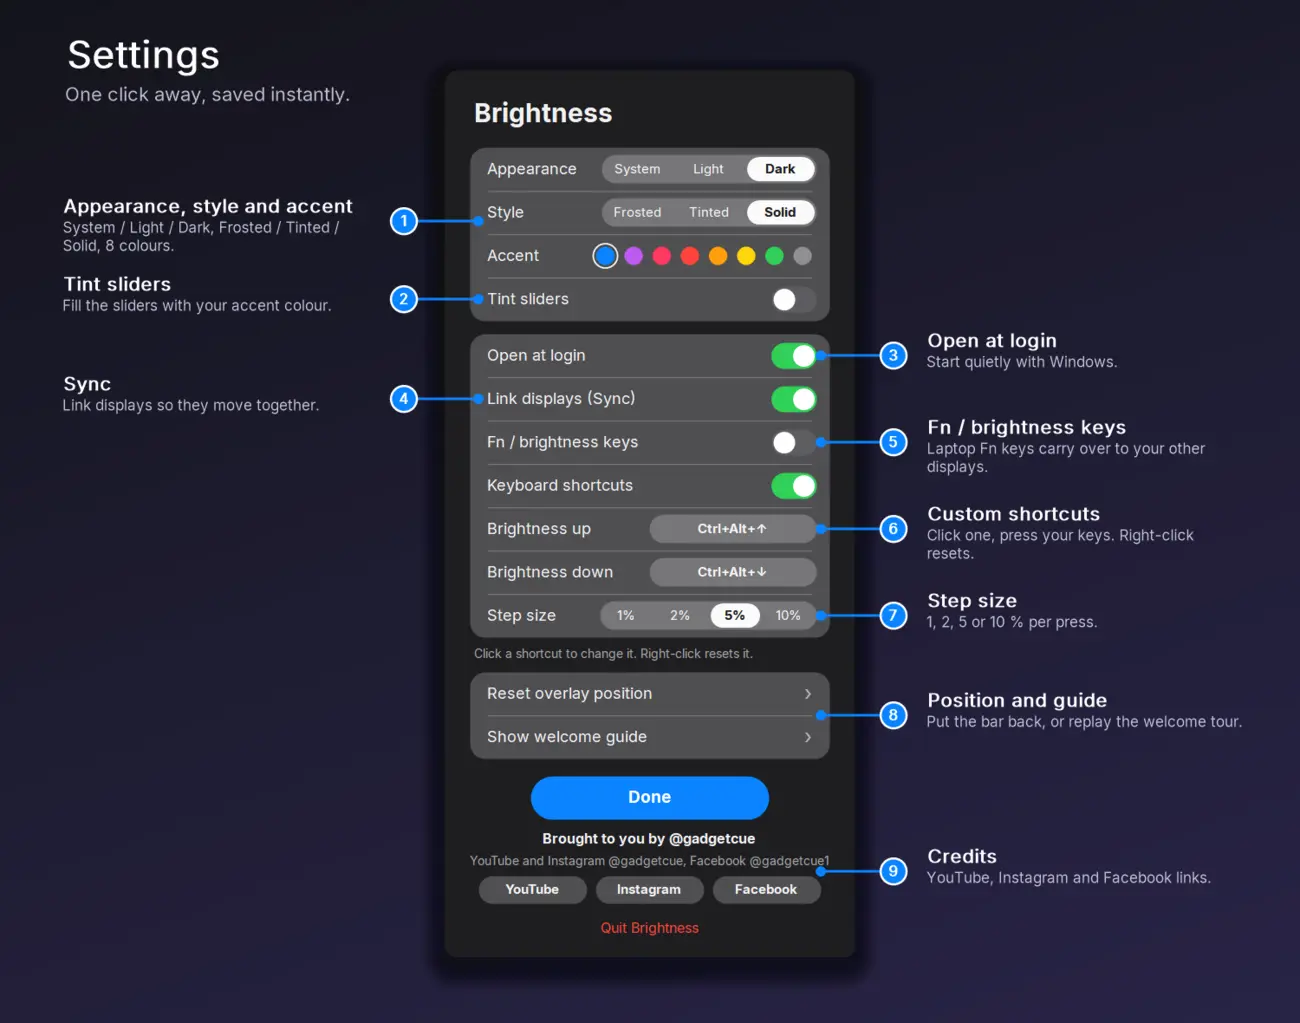 Settings
One click away, saved instantly.
Brightness
Appearance System Light Dark
Style Frosted Tinted Solid
Accent
Tint sliders
Open at login
Link displays (Sync)
Fn / brightness keys
Keyboard shortcuts
Brightness up Ctrl+Alt+↑
Brightness down Ctrl+Alt+↓
Step size 1% 2% 5% 10%
Click a shortcut to change it. Right-click resets it.
Reset overlay position ›
Show welcome guide ›
Done
Brought to you by @gadgetcue
YouTube and Instagram @gadgetcue, Facebook @gadgetcue1
YouTube Instagram Facebook
Quit Brightness
Appearance, style and accent
System / Light / Dark, Frosted / Tinted /
Solid, 8 colours.
1
Tint sliders
Fill the sliders with your accent colour.
2
3
Open at login
Start quietly with Windows.
Sync
Link displays so they move together.
4
5
Fn / brightness keys
Laptop Fn keys carry over to your other
displays.
6
Custom shortcuts
Click one, press your keys. Right-click
resets.
7
Step size
1, 2, 5 or 10 % per press.
8
Position and guide
Put the bar back, or replay the welcome tour.
9
Credits
YouTube, Instagram and Facebook links.